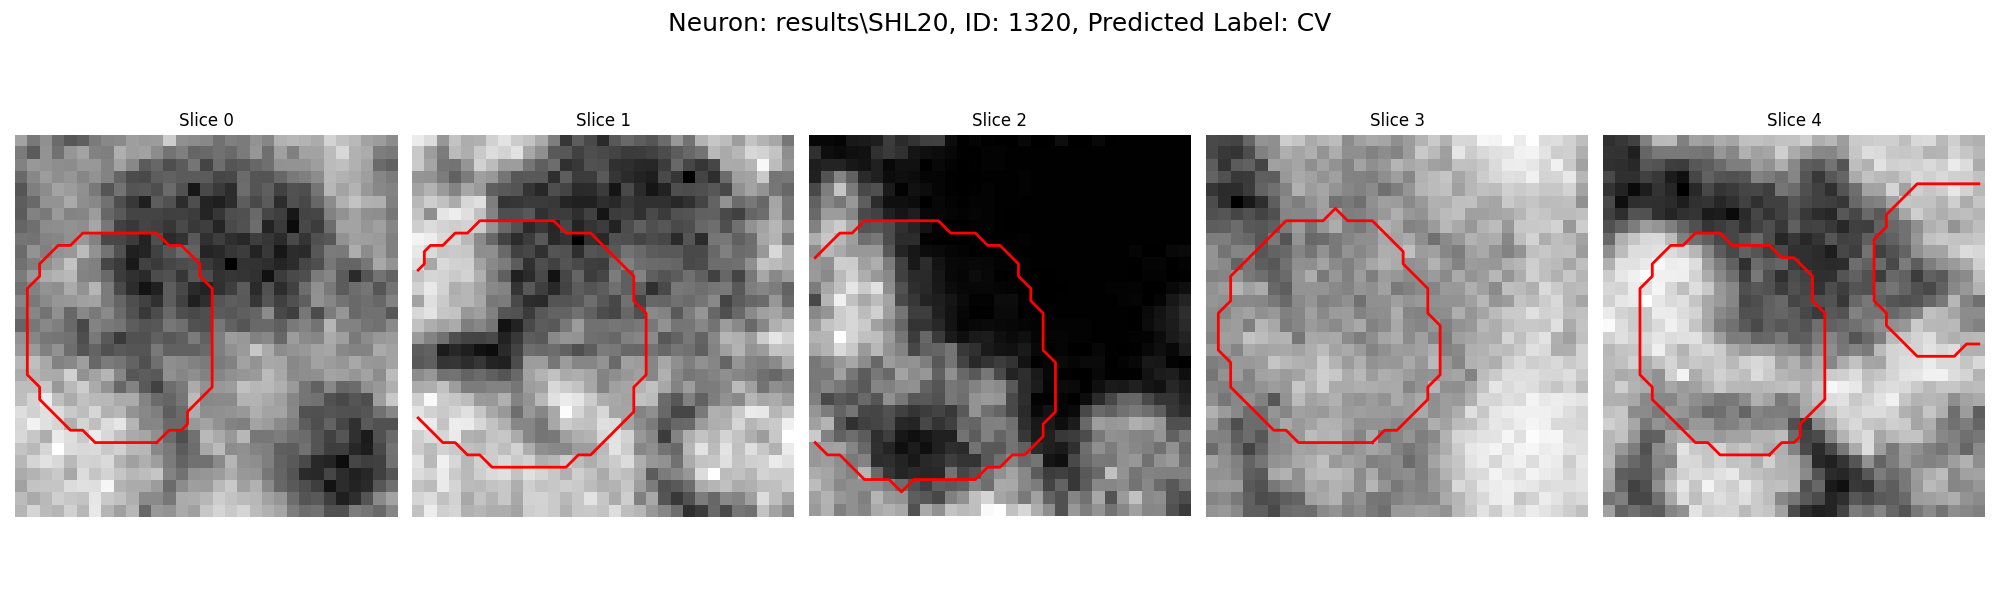 Neuron: results\SHL20, ID: 1320, Predicted Label: CV
Slice 0
Slice 1
Slice 2
Slice 3
Slice 4